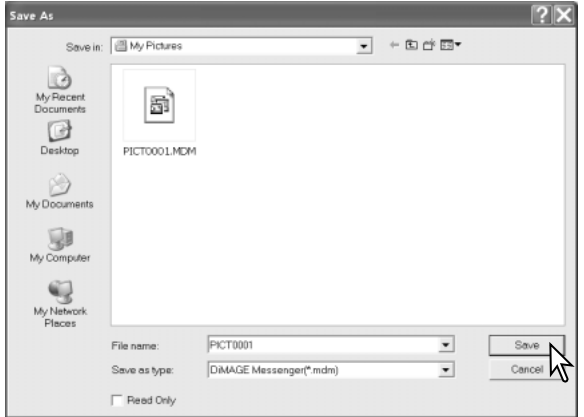 Save As
Save in: My Pictures
My Recent
Documents
Desktop
My Documents
My Computer
My Network
Places
PICT0001.MDM
File name: PICT0001 Save
Save as type: DiMAGE Messenger(*.mdm) Cancel
Read Only